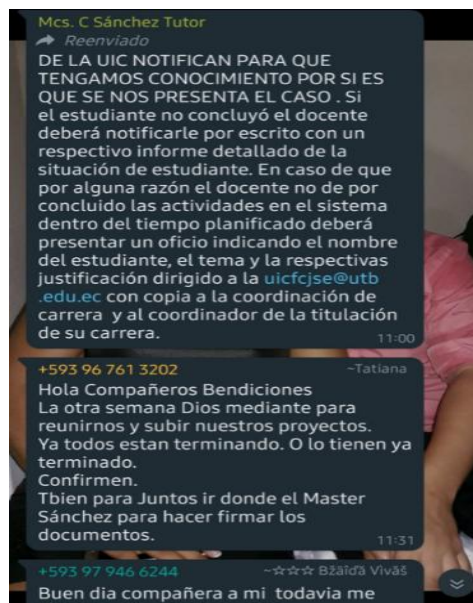 Mcs. C Sánchez Tutor
Reenviado
DE LA UIC NOTIFICAN PARA QUE
TENGAMOS CONOCIMIENTO POR SI ES
QUE SE NOS PRESENTA EL CASO . Si
el estudiante no concluyó el docente
deberá notificarle por escrito con un
respectivo informe detallado de la
situación de estudiante. En caso de que
por alguna razón el docente no de por
concluido las actividades en el sistema
dentro del tiempo planificado deberá
presentar un oficio indicando el nombre
del estudiante, el tema y la respectivas
justificación dirigido a la uicfcjse@utb
.edu.ec con copia a la coordinación de
carrera y al coordinador de la titulación
de su carrera.
11:00
+593 96 761 3202 ~Tatiana
Hola Compañeros Bendiciones
La otra semana Dios mediante para
reunirnos y subir nuestros proyectos.
Ya todos estan terminando. O lo tienen ya
terminado.
Confirmen.
Tbien para Juntos ir donde el Master
Sánchez para hacer firmar los
documentos.
11:31
+593 97 946 6244 ~☆☆☆
Buen dia compañera a mi todavia me